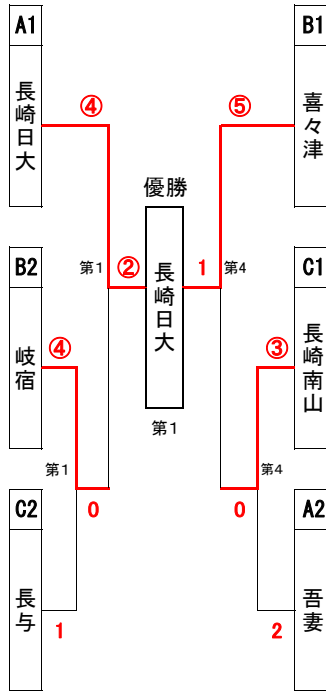 A1
B1
長崎日大
④
⑤
喜々津
優勝
B2
第1
②
長崎日大
1
第4
C1
岐宿
④
③
長崎南山
第1
第1
第4
C2
0
0
A2
長与
1
2
吾妻